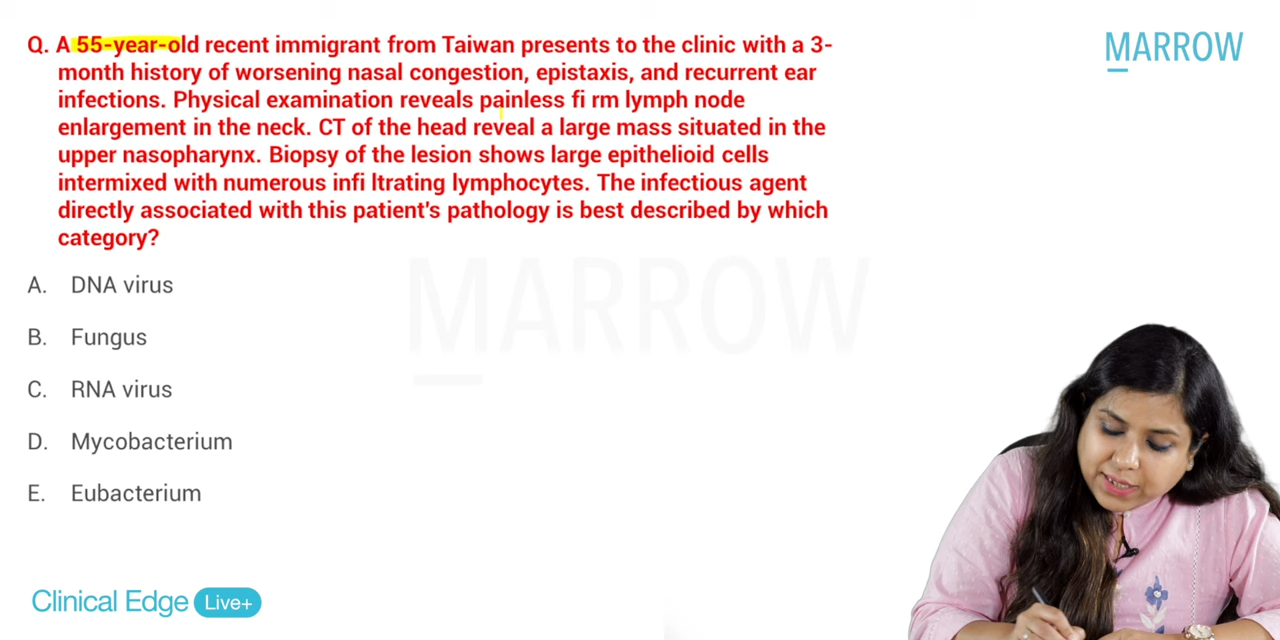 MARROW
Q. A 55-year-old recent immigrant from Taiwan presents to the clinic with a 3-
month history of worsening nasal congestion, epistaxis, and recurrent ear
infections. Physical examination reveals painless fi rm lymph node
enlargement in the neck. CT of the head reveal a large mass situated in the
upper nasopharynx. Biopsy of the lesion shows large epithelioid cells
intermixed with numerous infi ltrating lymphocytes. The infectious agent
directly associated with this patient's pathology is best described by which
category?
A. DNA virus
B. Fungus
C. RNA virus
D. Mycobacterium
E. Eubacterium
MARROW
Clinical Edge Live+